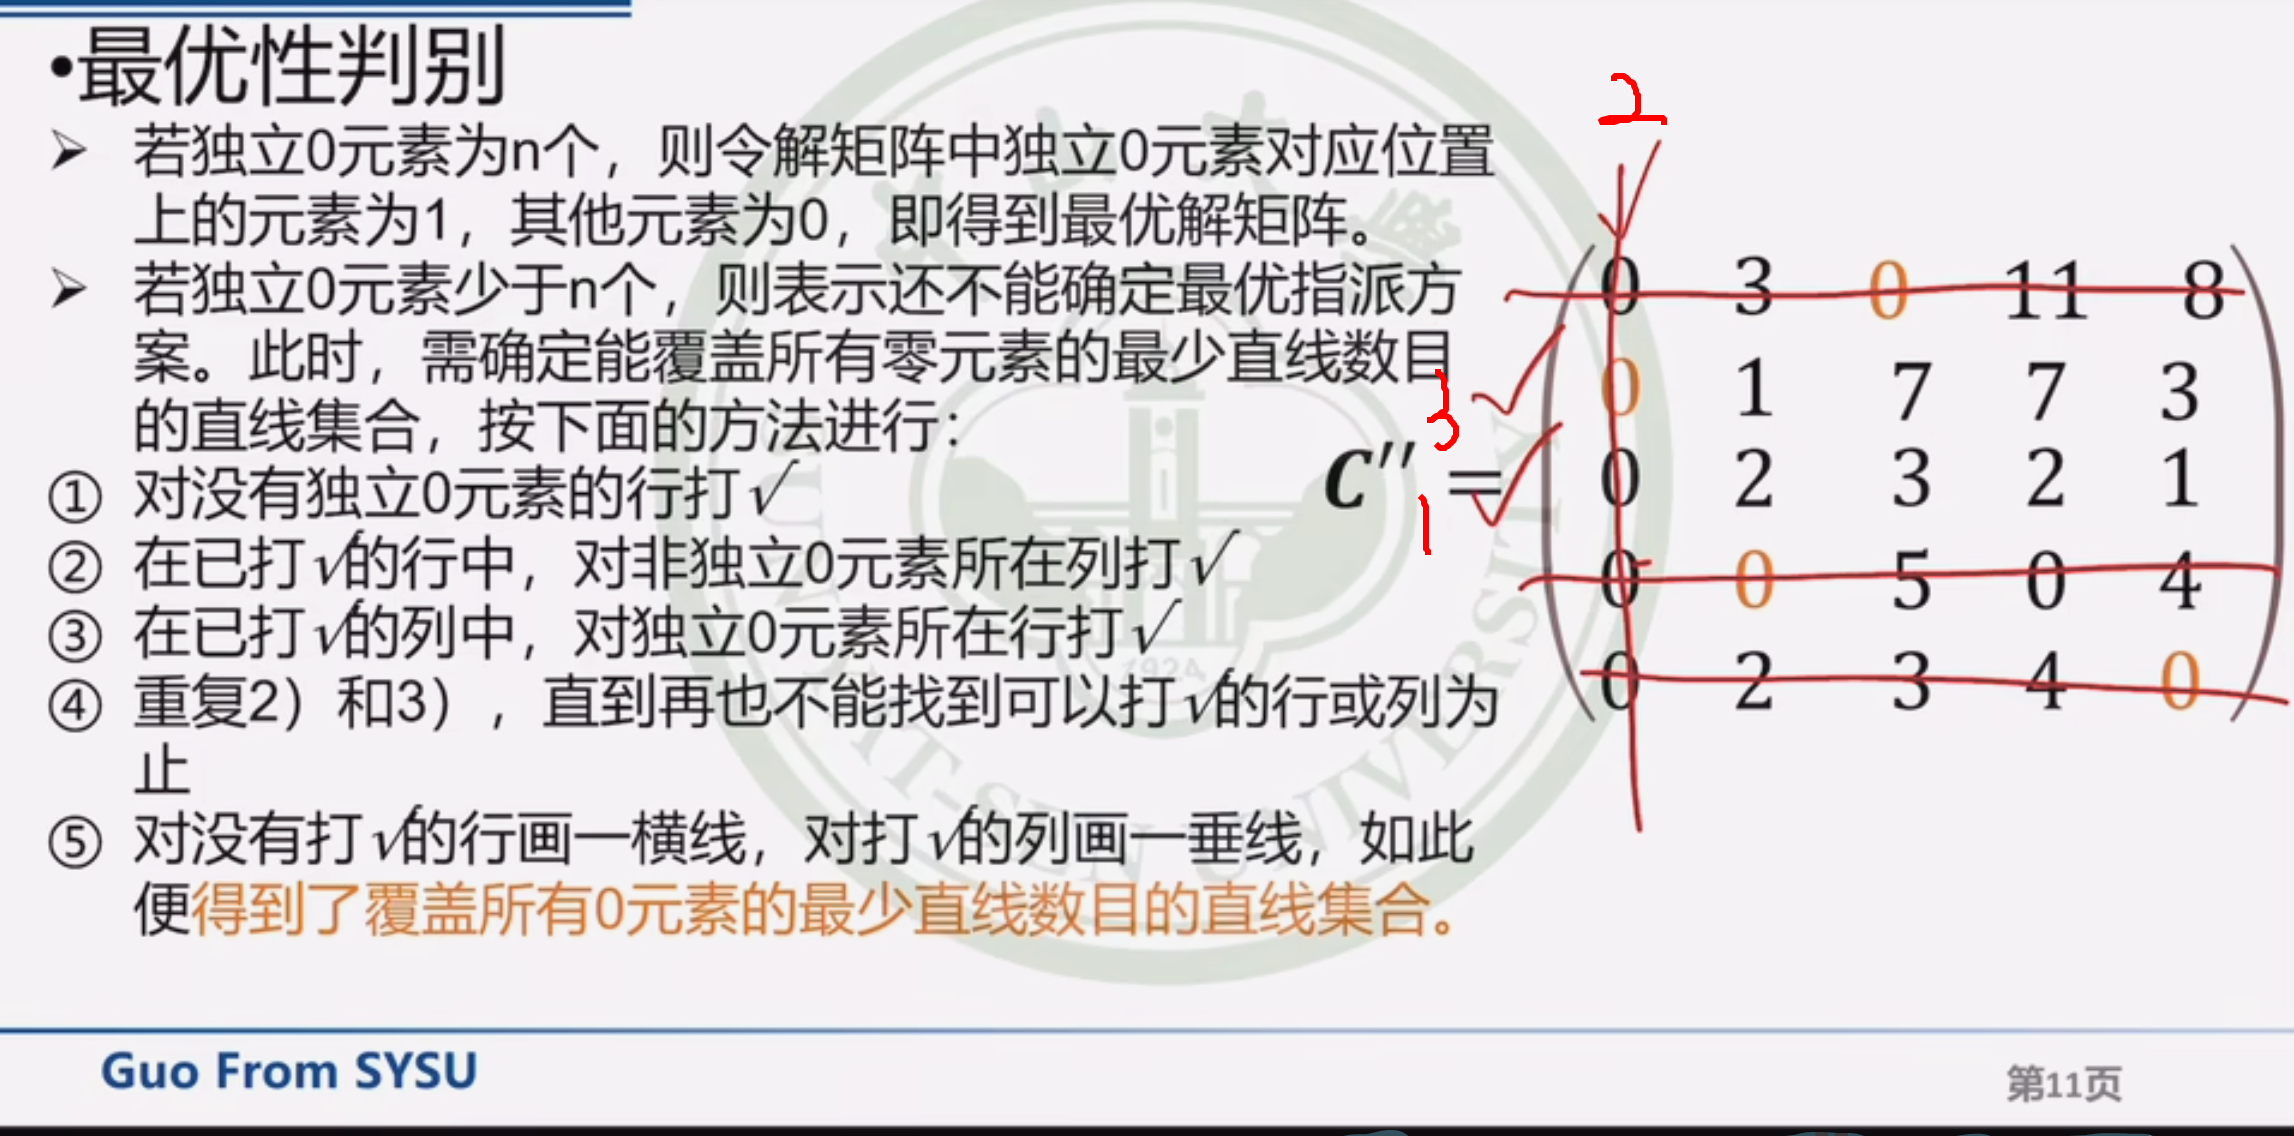 •最优性判别
➢ 若独立0元素为n个，则令解矩阵中独立0元素对应位置
上的元素为1，其他元素为0，即得到最优解矩阵。
➢ 若独立0元素少于n个，则表示还不能确定最优指派方
案。此时，需确定能覆盖所有零元素的最少直线数目
的直线集合，按下面的方法进行：
① 对没有独立0元素的行打√
② 在已打√的行中，对非独立0元素所在列打√
③ 在已打√的列中，对独立0元素所在行打√
④ 重复2）和3），直到再也不能找到可以打√的行或列为
止
⑤ 对没有打√的行画一横线，对打√的列画一垂线，如此
便得到了覆盖所有0元素的最少直线数目的直线集合。
2
0 3 0 11 8
0 1 7 7 3
3
C″ =
0 2 3 2 1
1
0 0 5 0 4
0 2 3 4 0
1924
UNIVERSITY
Guo From SYSU
第11页